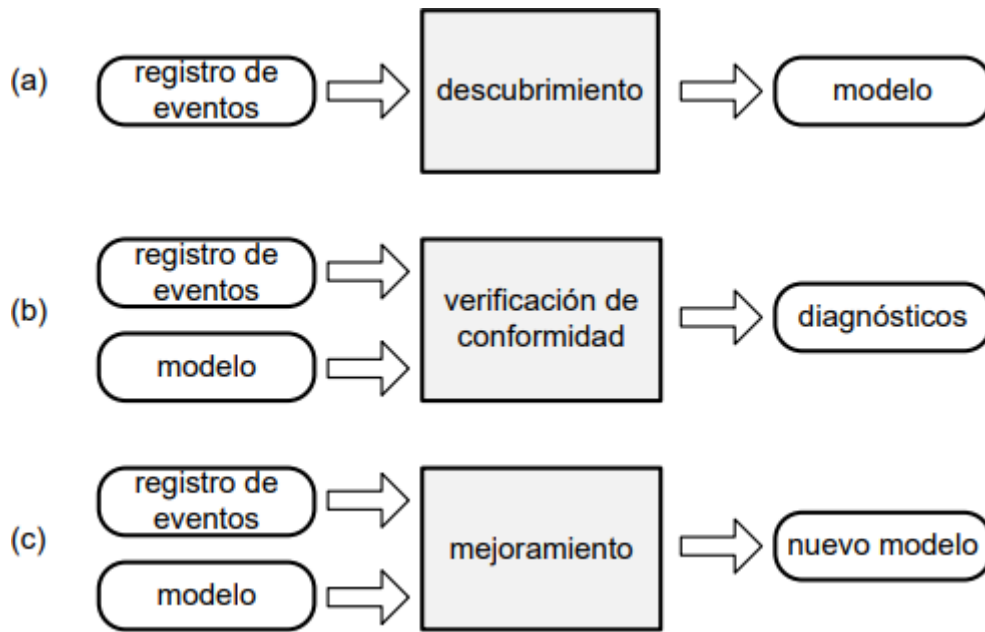 (a)
registro de
eventos
descubrimiento
modelo
(b)
registro de
eventos
modelo
verificación de
conformidad
diagnósticos
(c)
registro de
eventos
modelo
mejoramiento
nuevo modelo